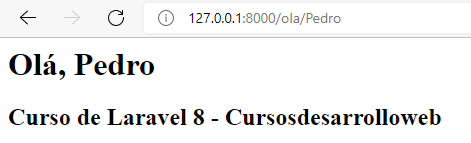 127.0.0.1:8000/ola/Pedro
Olá, Pedro
Curso de Laravel 8 - Cursosdesarrolloweb